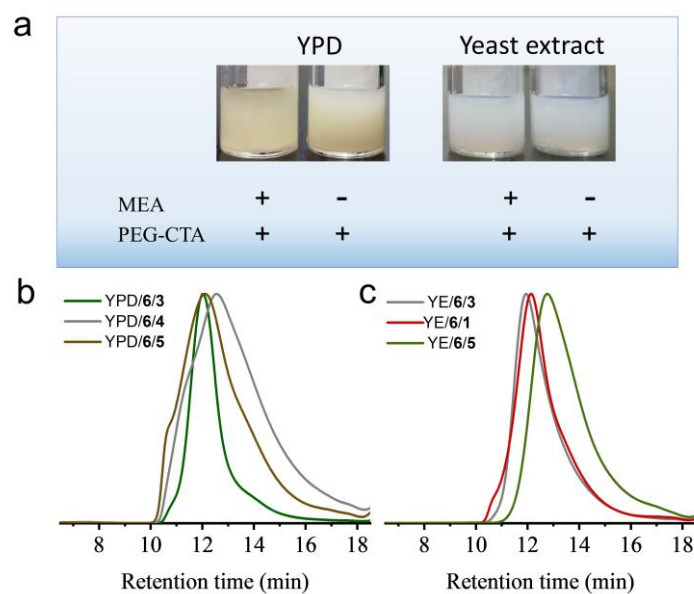 a
YPD Yeast extract
MEA + - + -
PEG-CTA + + + +
b
YPD/6/3
YPD/6/4
YPD/6/5
8 10 12 14 16 18
Retention time (min)
c
YE/6/3
YE/6/1
YE/6/5
8 10 12 14 16 18
Retention time (min)